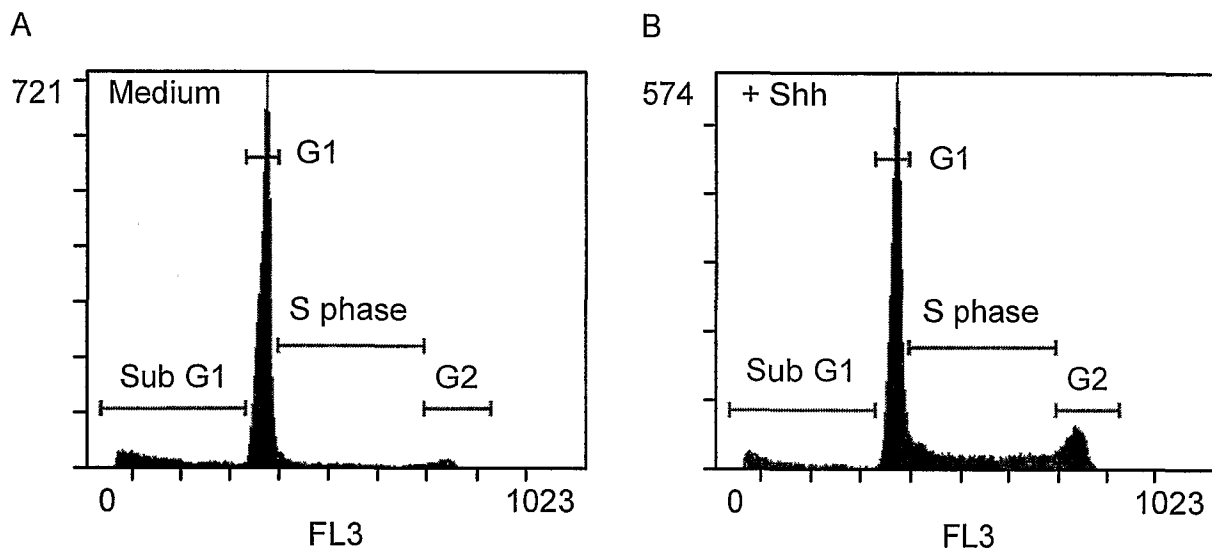 A
721
Medium
G1
S phase
Sub G1
G2
0
1023
FL3
B
574
+ Shh
G1
S phase
Sub G1
G2
0
1023
FL3